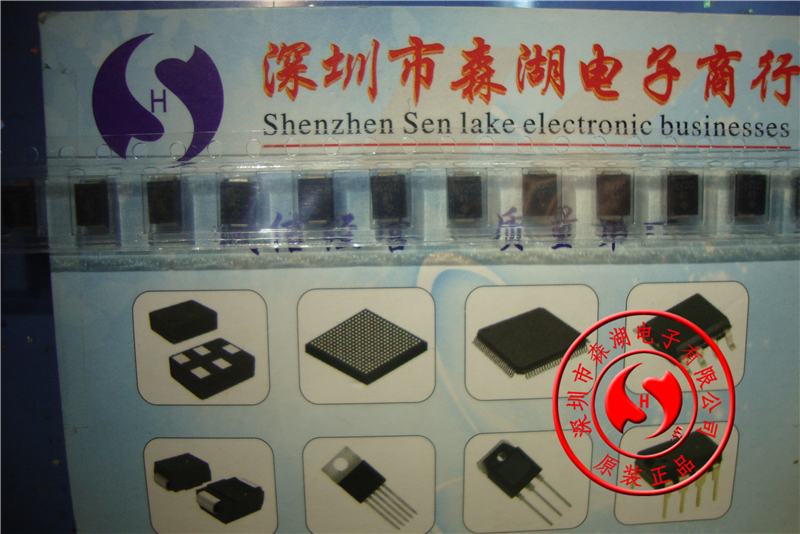 深圳市森湖电子商行
H
Shenzhen Sen lake electronic businesses
质量第一
深圳市森湖电子有限公司
H
原装正品